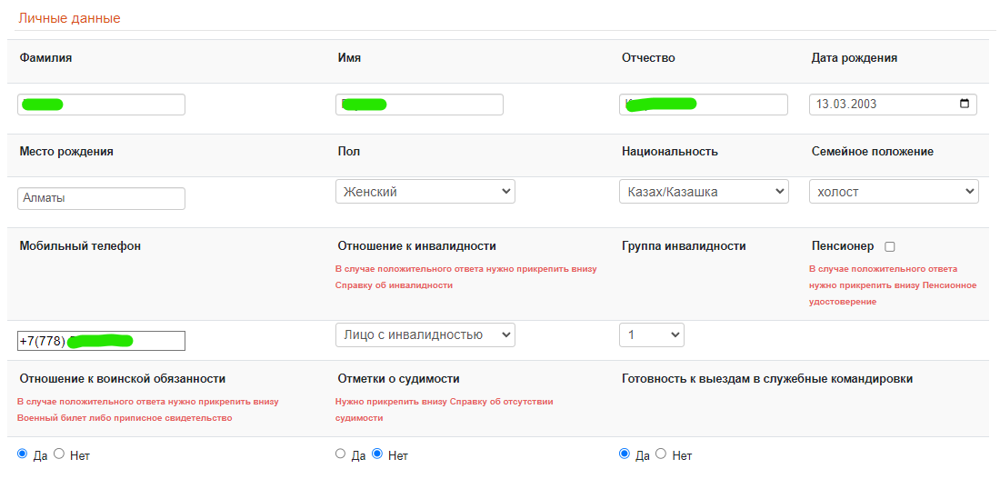 Личные данные
Фамилия Имя Отчество Дата рождения
13.03.2003
Место рождения Пол Национальность Семейное положение
Алматы Женский Казах/Казашка холост
Мобильный телефон Отношение к инвалидности Группа инвалидности Пенсионер
В случае положительного ответа нужно прикрепить внизу
Справку об инвалидности
В случае положительного ответа
нужно прикрепить внизу Пенсионное
удостоверение
+7(778) Лицо с инвалидностью 1
Отношение к воинской обязанности Отметки о судимости Готовность к выездам в служебные командировки
В случае положительного ответа нужно прикрепить внизу
Военный билет либо приписное свидетельство
Нужно прикрепить внизу Справку об отсутствии
судимости
Да Нет Да Нет Да Нет